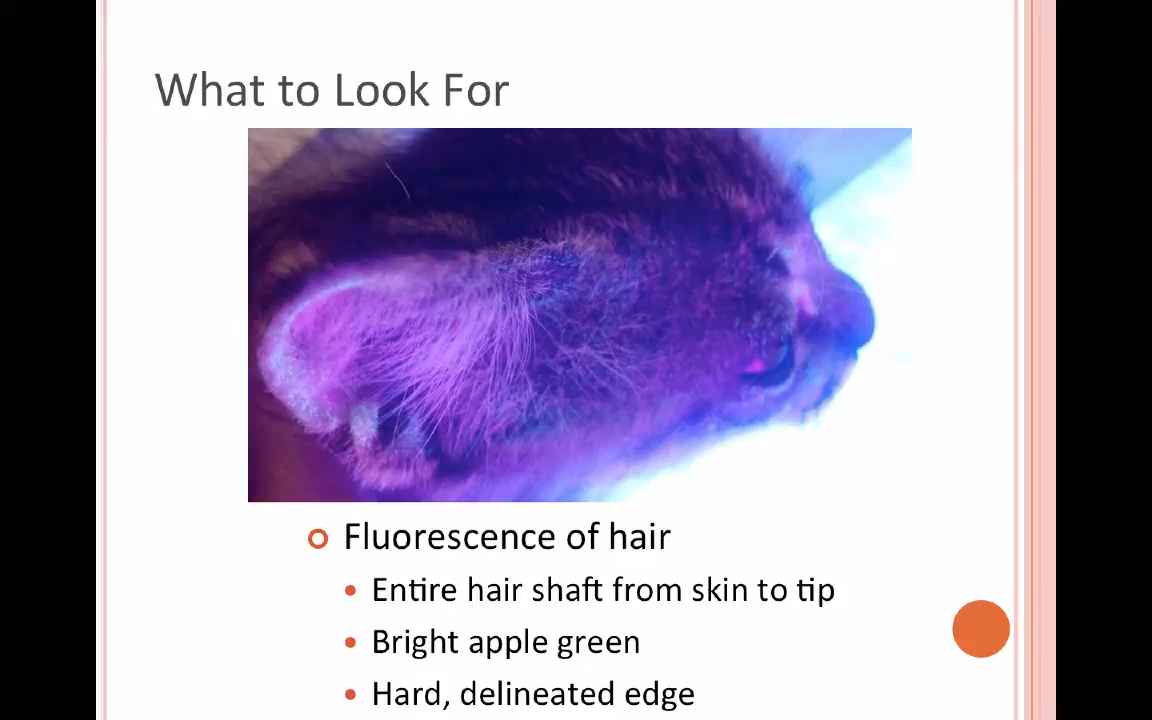 What to Look For
Fluorescence of hair
Entire hair shaft from skin to tip
Bright apple green
Hard, delineated edge